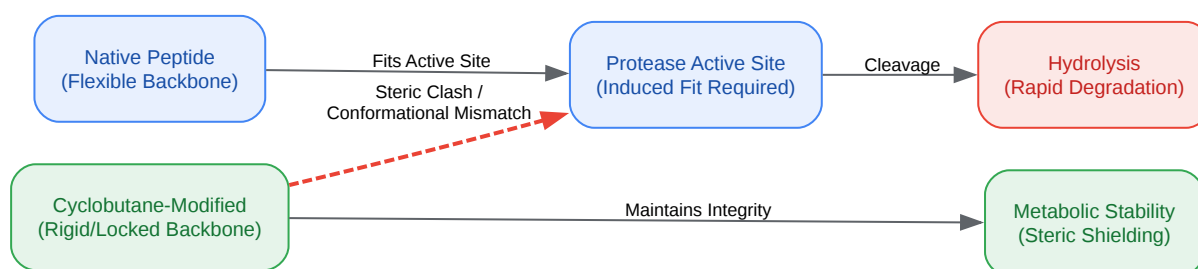 Native Peptide
(Flexible Backbone)
Fits Active Site
Steric Clash /
Conformational Mismatch
Protease Active Site
(Induced Fit Required)
Cleavage
Hydrolysis
(Rapid Degradation)
Cyclobutane-Modified
(Rigid/Locked Backbone)
Maintains Integrity
Metabolic Stability
(Steric Shielding)